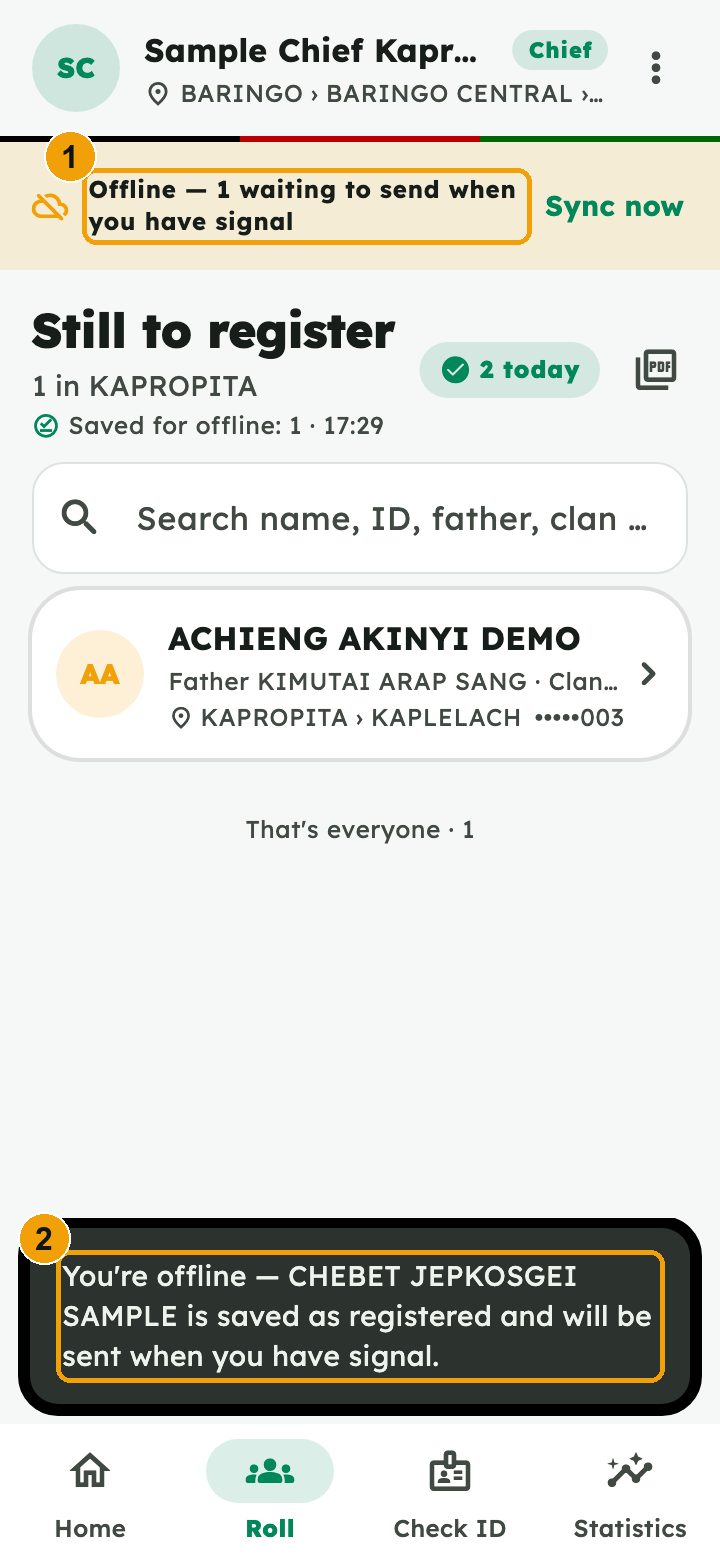 SC
Sample Chief Kapr...
Chief
BARINGO › BARINGO CENTRAL ›...
1
Offline — 1 waiting to send when
you have signal
Sync now
Still to register
1 in KAPROPITA
2 today
PDF
Saved for offline: 1 · 17:29
Search name, ID, father, clan ...
AA
ACHIENG AKINYI DEMO
Father KIMUTAI ARAP SANG · Clan...
KAPROPITA › KAPLELACH •••••003
That's everyone · 1
2
You're offline — CHEBET JEPKOSGEI
SAMPLE is saved as registered and will be
sent when you have signal.
Home
Roll
Check ID
Statistics